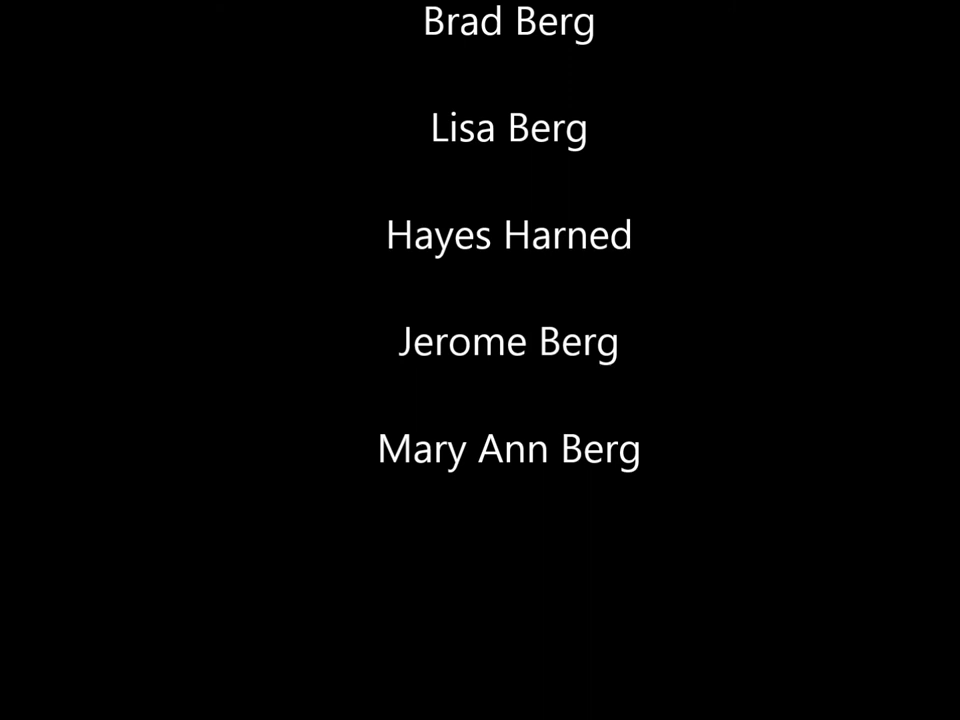 Brad Berg
Lisa Berg
Hayes Harned
Jerome Berg
Mary Ann Berg